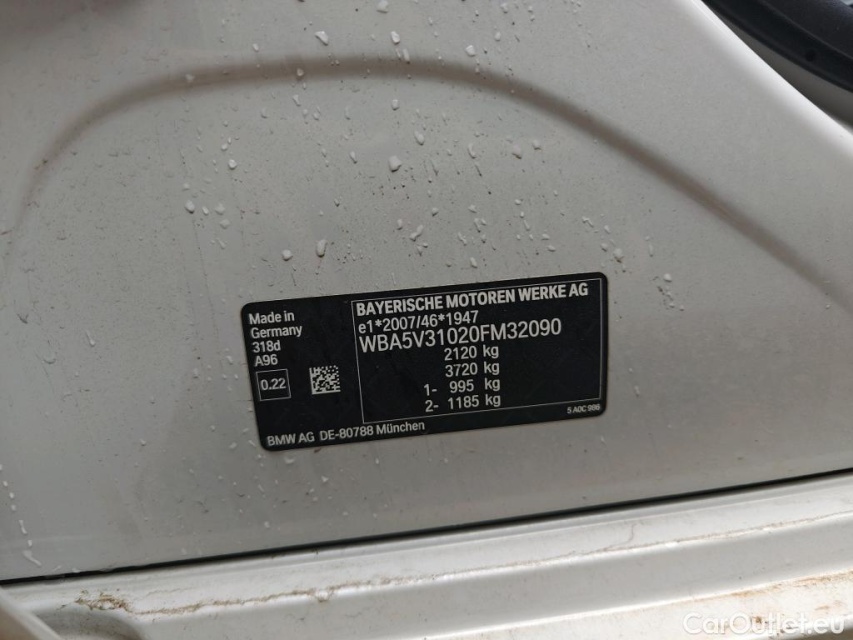 Made in
Germany
318d
A96
0.22
BAYERISCHE MOTOREN WERKE AG
e1*2007/46*1947
WBA5V31020FM32090
2120 kg
3720 kg
1- 995 kg
2- 1185 kg
5 A0C 986
BMW AG DE-80788 München
CarOutlet.eu